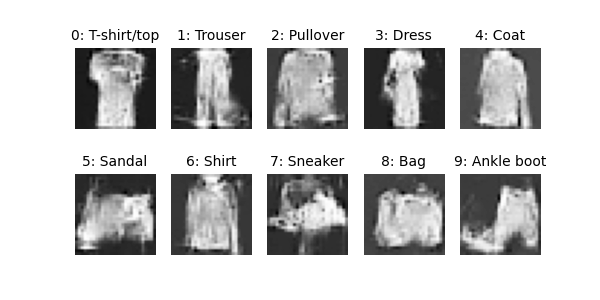 0: T-shirt/top 1: Trouser 2: Pullover 3: Dress 4: Coat
5: Sandal 6: Shirt 7: Sneaker 8: Bag 9: Ankle boot